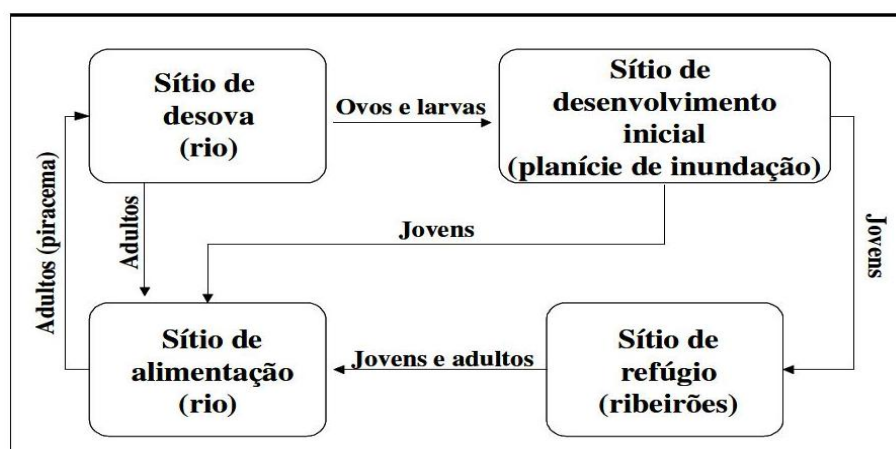 Sítio de
desova
(rio)
Ovos e larvas
Sítio de
desenvolvimento
inicial
(planície de inundação)
Adultos (piracema)
Adultos
Jovens
Jovens
Sítio de
alimentação
(rio)
Jovens e adultos
Sítio de
refúgio
(ribeirões)